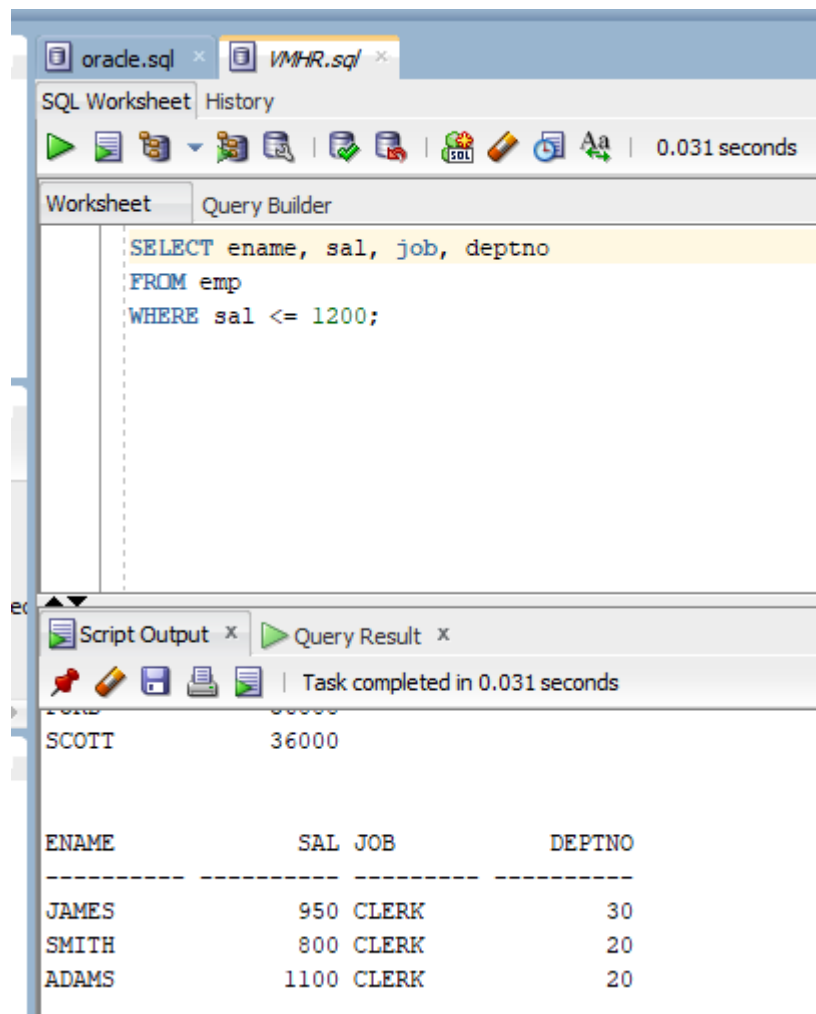 oracle.sql VMHR.sql
SQL Worksheet History
0.031 seconds
Worksheet Query Builder
SELECT ename, sal, job, deptno
FROM emp
WHERE sal <= 1200;
Script Output x Query Result x
Task completed in 0.031 seconds
SCOTT 36000
ENAME SAL JOB DEPTNO
---------- ---------- --------- ----------
JAMES 950 CLERK 30
SMITH 800 CLERK 20
ADAMS 1100 CLERK 20